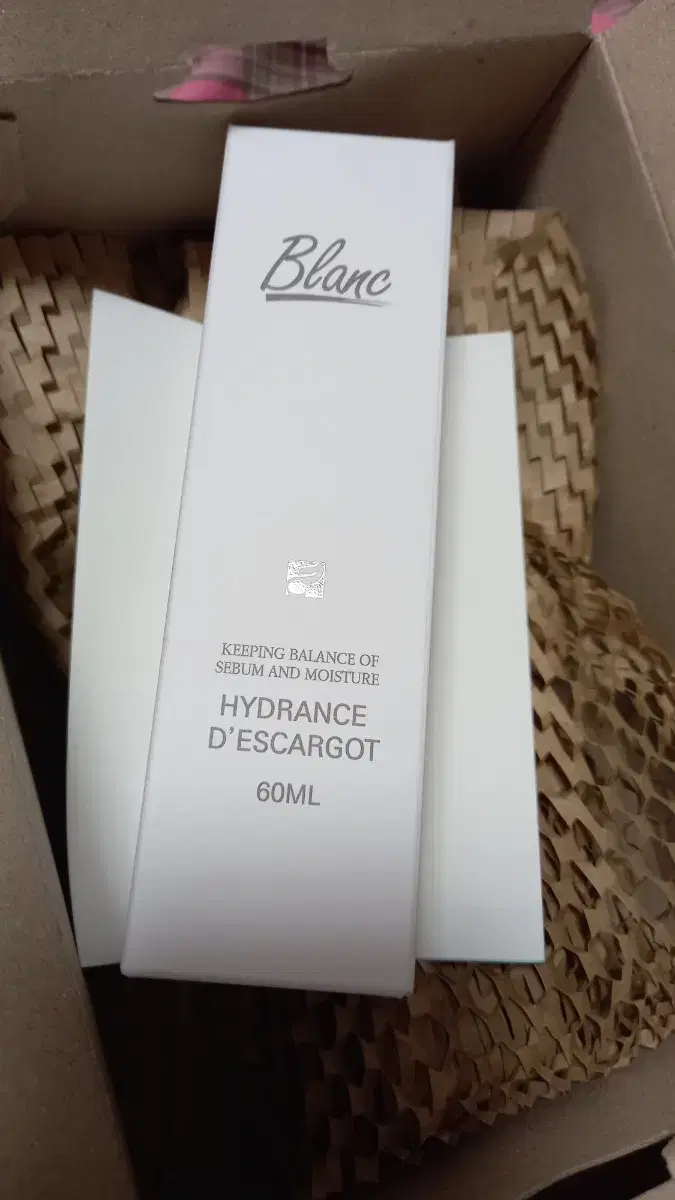 Blanc
KEEPING BALANCE OF
SEBUM AND MOISTURE
HYDRANCE
D'ESCARGOT
60ML